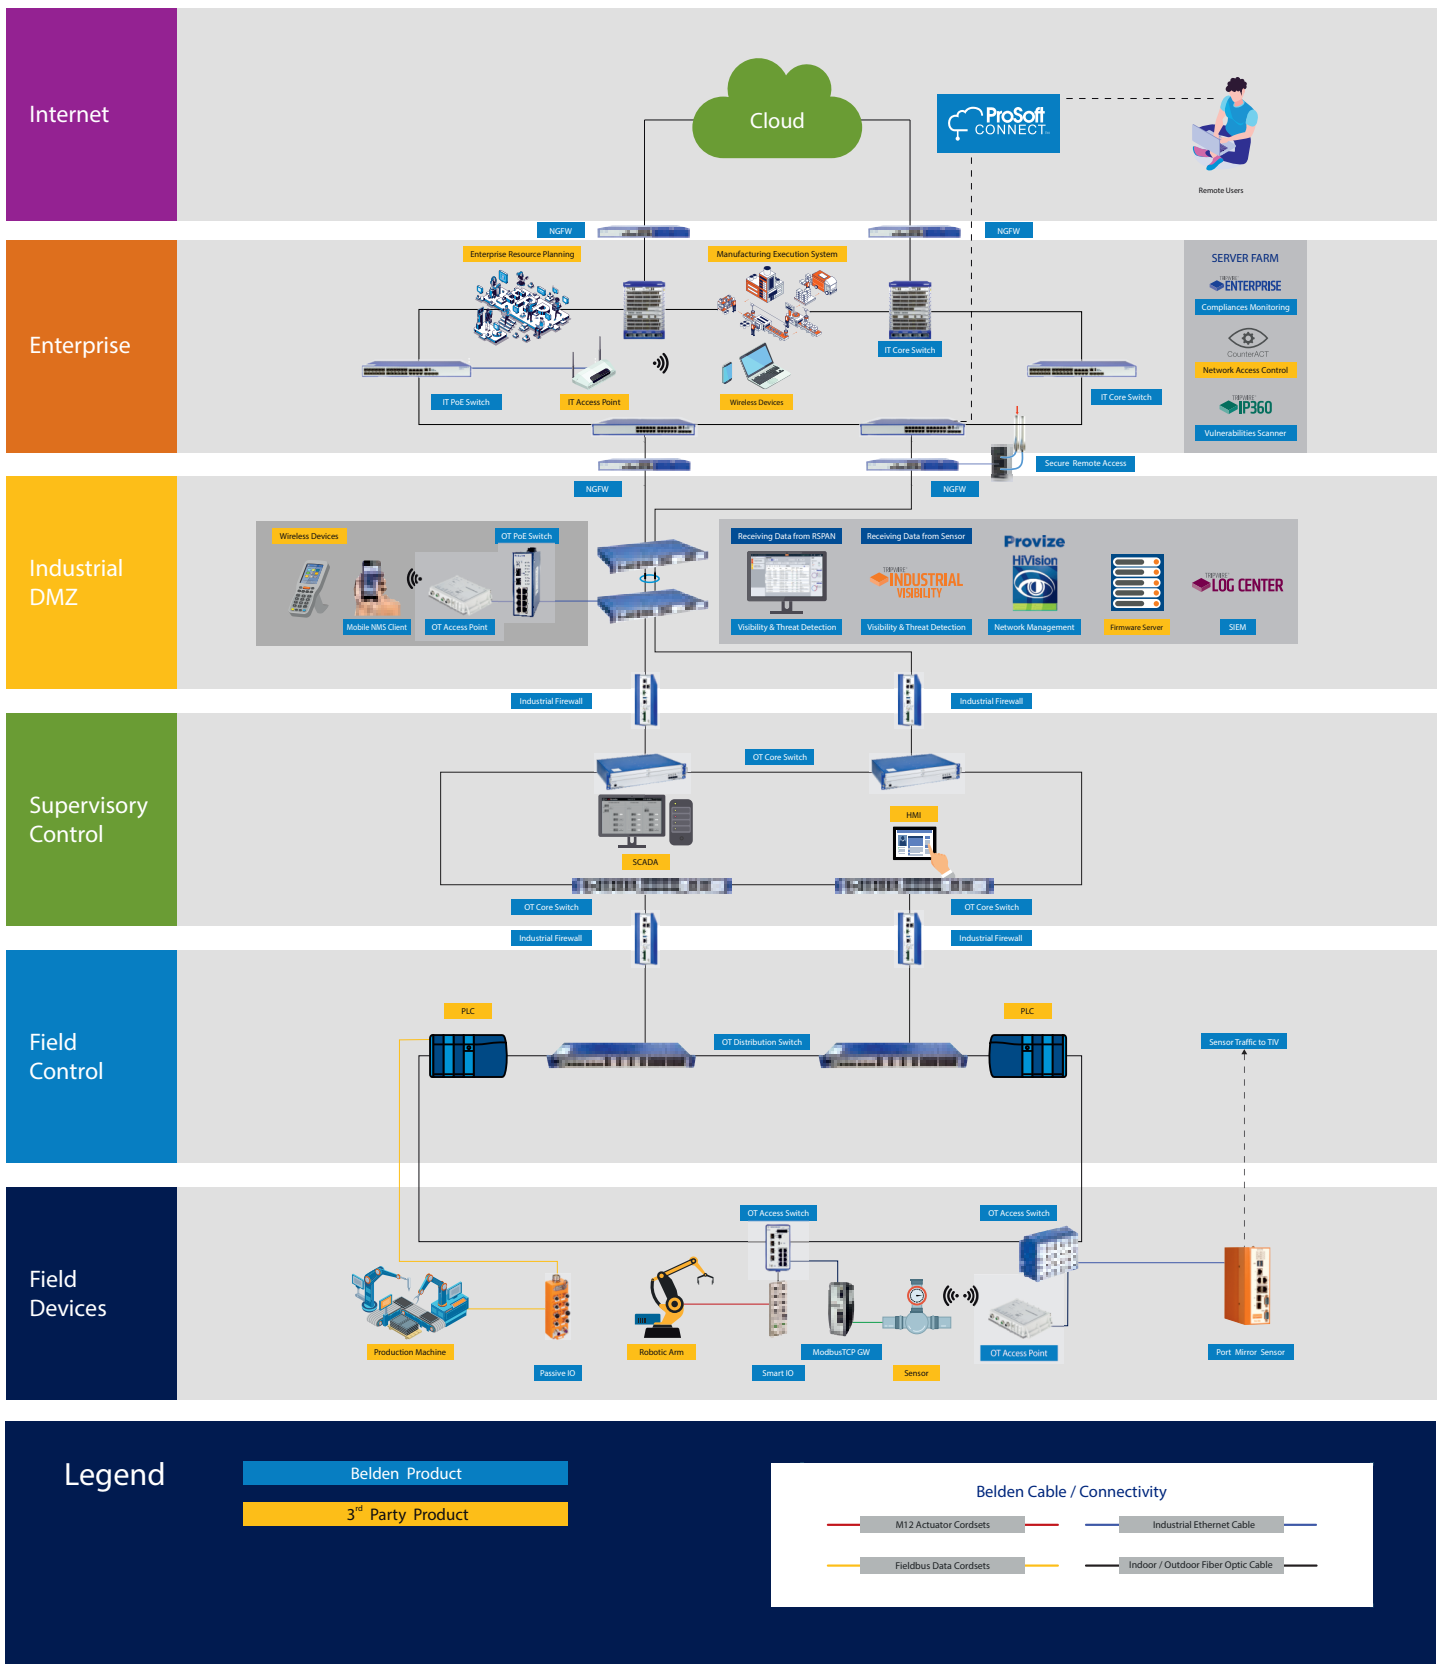 Internet
Cloud
ProSoft
CONNECT
Remote Users
NGFW
NGFW
Enterprise
Enterprise Resource Planning
Manufacturing Execution System
SERVER FARM
TRIPWIRE
ENTERPRISE
Compliances Monitoring
CounterACT
Network Access Control
TRIPWIRE
IP360
Vulnerabilities Scanner
IT Core Switch
IT PoE Switch
IT Access Point
Wireless Devices
IT Core Switch
Secure Remote Access
NGFW
NGFW
Industrial
DMZ
Wireless Devices
OT PoE Switch
Mobile NMS Client
OT Access Point
Receiving Data from RSPAN
Receiving Data from Sensor
Provize
HiVision
TRIPWIRE
INDUSTRIAL
VISIBILITY
TRIPWIRE
LOG CENTER
Visibility & Threat Detection
Visibility & Threat Detection
Network Management
Firmware Server
SIEM
Industrial Firewall
Industrial Firewall
Supervisory
Control
OT Core Switch
HMI
SCADA
OT Core Switch
OT Core Switch
Industrial Firewall
Industrial Firewall
Field
Control
PLC
PLC
OT Distribution Switch
Sensor Traffic to TIV
Field
Devices
OT Access Switch
OT Access Switch
Production Machine
Passive IO
Robotic Arm
Smart IO
ModbusTCP GW
Sensor
OT Access Point
Port Mirror Sensor
Legend
Belden Product
3rd Party Product
Belden Cable / Connectivity
M12 Actuator Cordsets
Industrial Ethernet Cable
Fieldbus Data Cordsets
Indoor / Outdoor Fiber Optic Cable